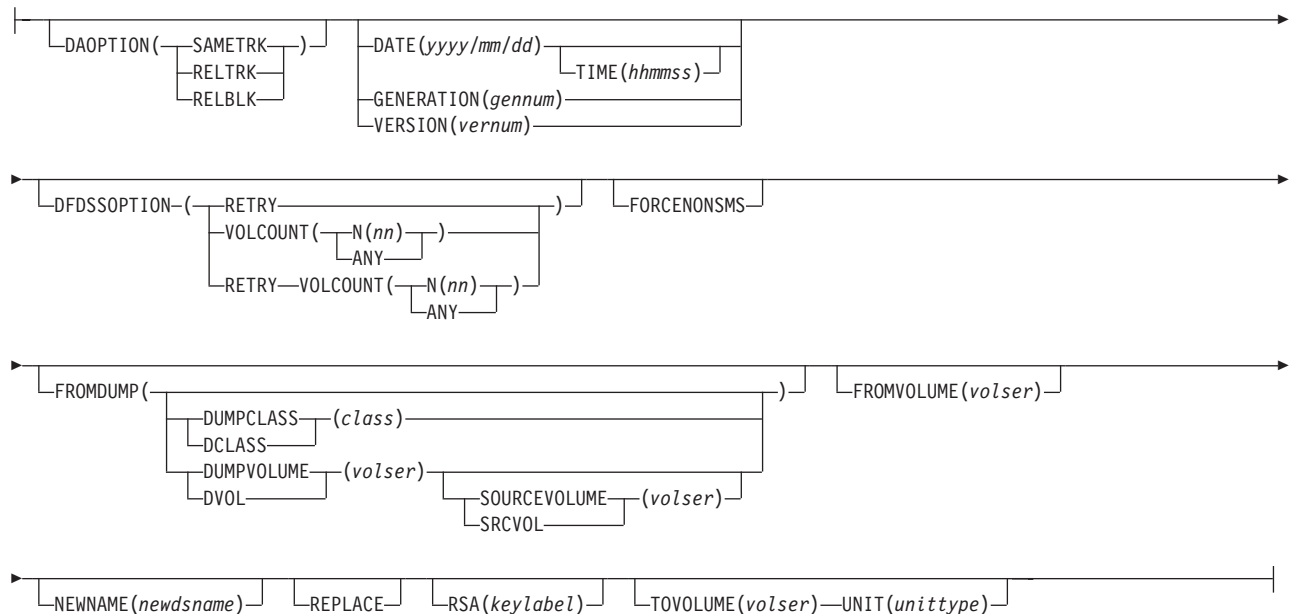 DAOPTION( SAMETRK ) DATE(yyyy/mm/dd)
RELTRK TIME(hhmmss)
RELBLK GENERATION(gennum)
VERSION(vernum)
DFDSSOPTION ( RETRY ) FORCENONSMS
VOLCOUNT( N(nn) )
ANY
RETRY VOLCOUNT( N(nn) )
ANY
FROMDUMP( ) FROMVOLUME(volser)
DUMPCLASS (class)
DCLASS
DUMPVOLUME (volser)
DVOL SOURCEVOLUME (volser)
SRCVOL
NEWNAME(newdsname) REPLACE RSA(keylabel) TOVOLUME(volser) UNIT(unittype)